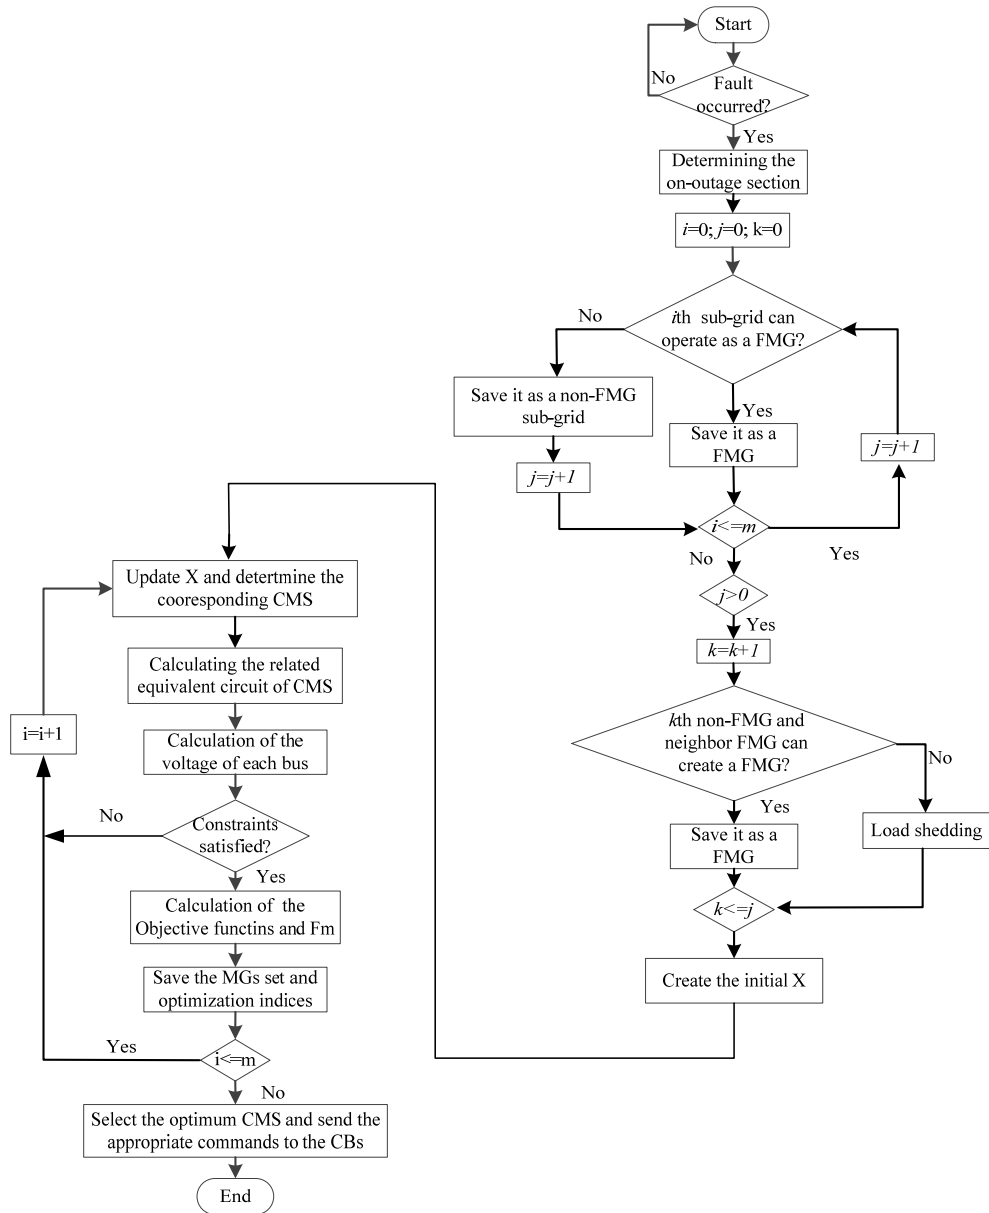 Start
No
Fault
occurred?
Yes
Determining the
on-outage section
i=0; j=0; k=0
ith sub-grid can
operate as a FMG?
No
Save it as a non-FMG
sub-grid
Yes
Save it as a
FMG
j=j+1
j=j+1
i<=m
No
Yes
j>0
Yes
k=k+1
kth non-FMG and
neighbor FMG can
create a FMG?
No
Yes
Save it as a
FMG
Load shedding
k<=j
Create the initial X
Update X and detertmine the
cooresponding CMS
Calculating the related
equivalent circuit of CMS
i=i+1
Calculation of the
voltage of each bus
No
Constraints
satisfied?
Yes
Calculation of the
Objective functins and Fm
Save the MGs set and
optimization indices
Yes
i<=m
No
Select the optimum CMS and send the
appropriate commands to the CBs
End